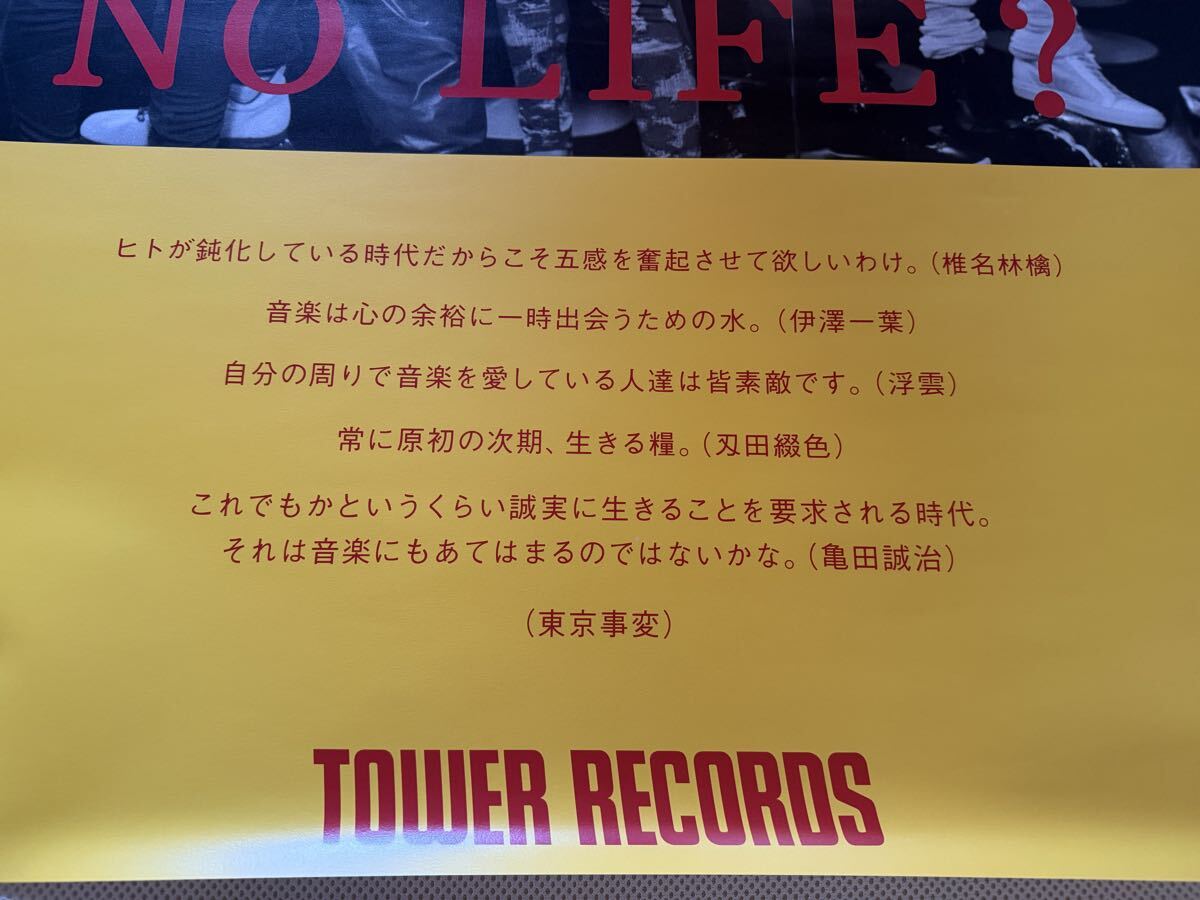 NO LIFE?
ヒトが鈍化している時代だからこそ五感を奮起させて欲しいわけ。(椎名林檎)
音楽は心の余裕に一時出会うための水。(伊澤一葉)
自分の周りで音楽を愛している人達は皆素敵です。(浮雲)
常に原初の次期、生きる糧。(刄田綴色)
これでもかというくらい誠実に生きることを要求される時代。
それは音楽にもあてはまるのではないかな。(亀田誠治)
(東京事変)
TOWER RECORDS